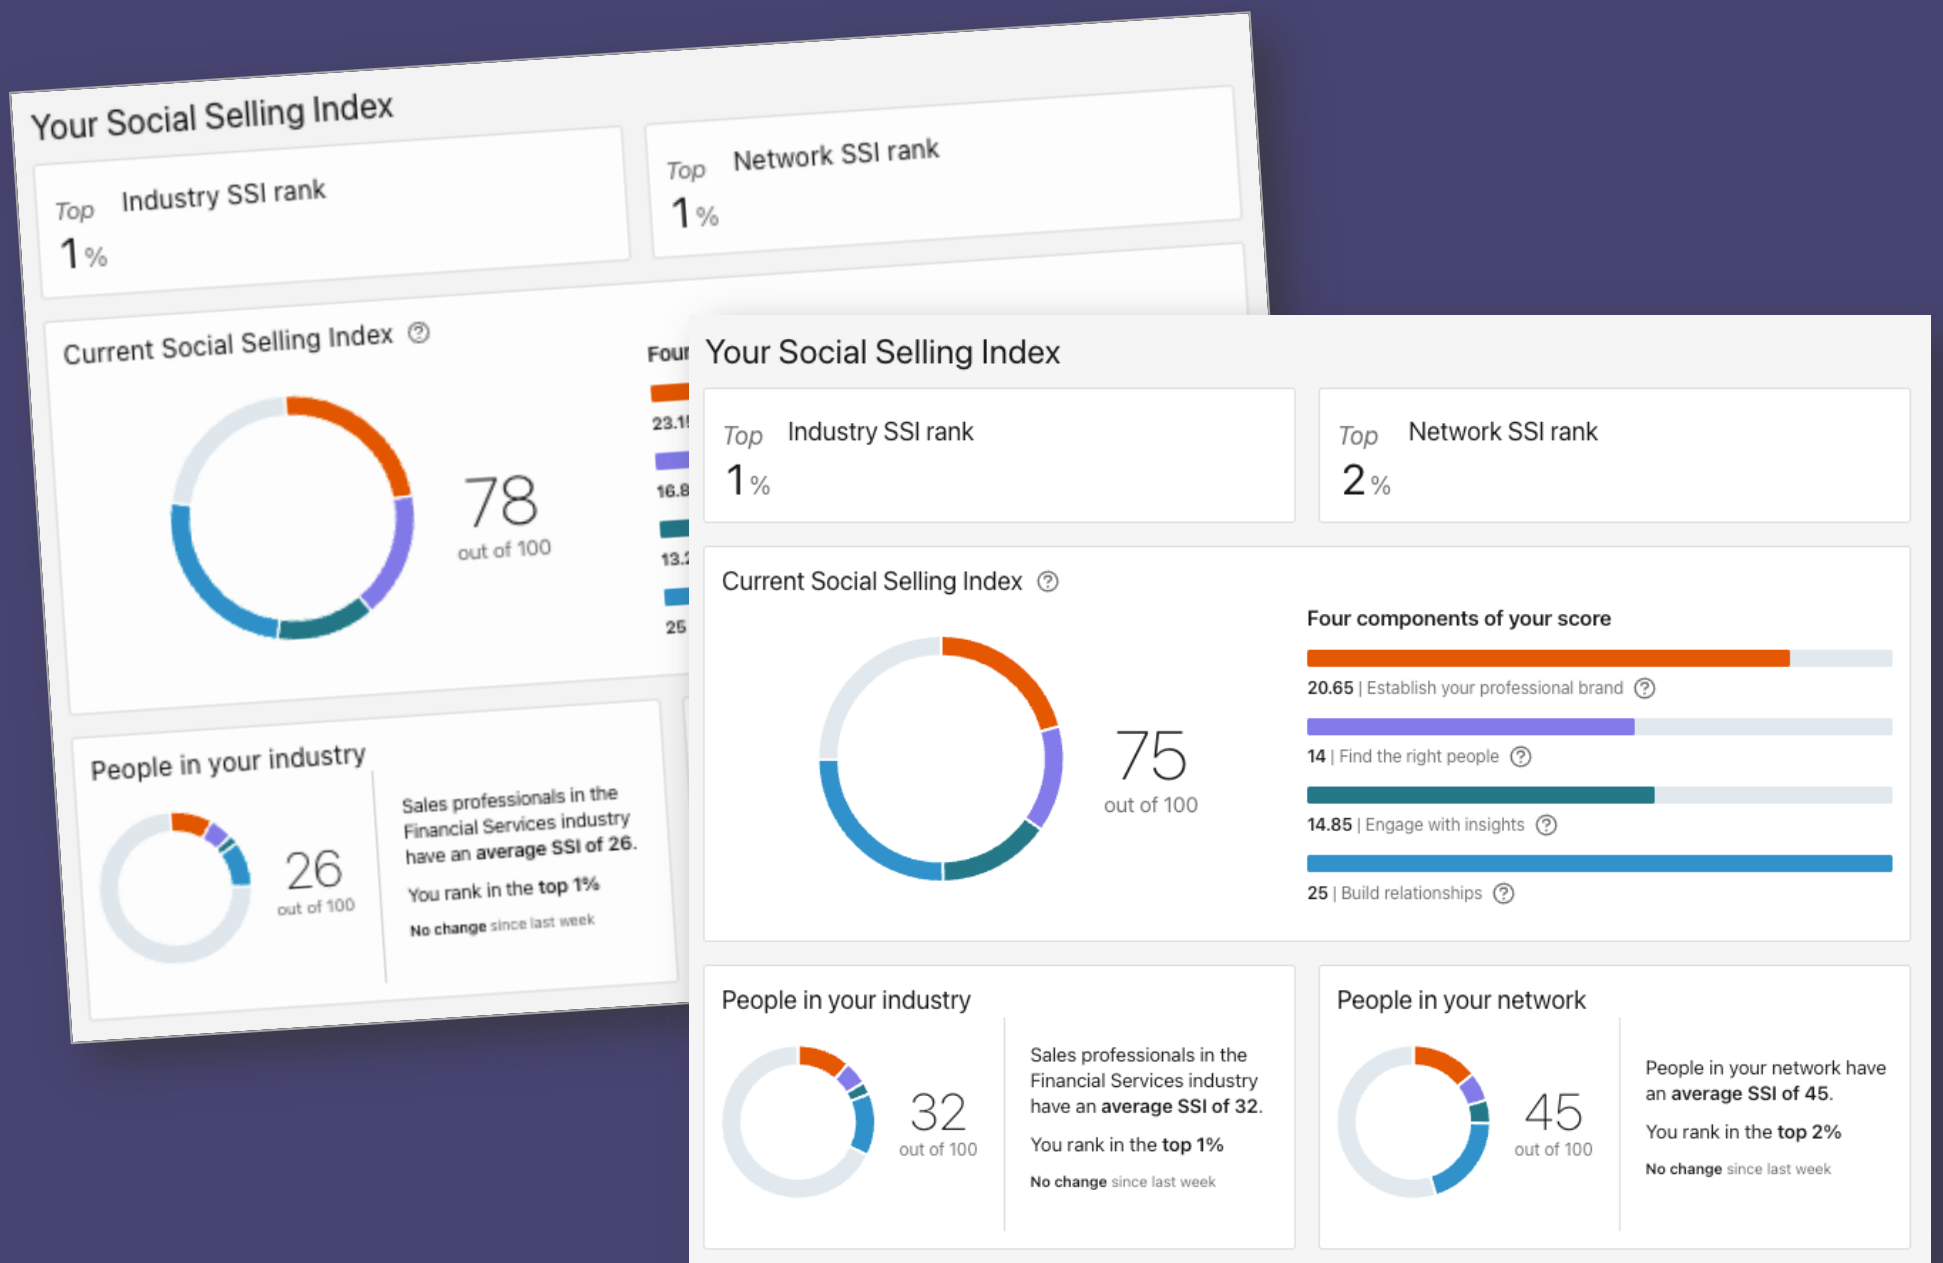 Your Social Selling Index
Top Industry SSI rank
1%
Top Network SSI rank
1%
Current Social Selling Index ?
78
out of 100
Four
16.8
25
People in your industry
26
out of 100
Sales professionals in the
Financial Services industry
have an average SSI of 26.
You rank in the top 1%
No change since last week
Your Social Selling Index
Top Industry SSI rank
1%
Top Network SSI rank
2%
Current Social Selling Index ?
75
out of 100
Four components of your score
20.65 | Establish your professional brand ?
14 | Find the right people ?
14.85 | Engage with insights ?
25 | Build relationships ?
People in your industry
32
out of 100
Sales professionals in the
Financial Services industry
have an average SSI of 32.
You rank in the top 1%
No change since last week
People in your network
45
out of 100
People in your network have
an average SSI of 45.
You rank in the top 2%
No change since last week